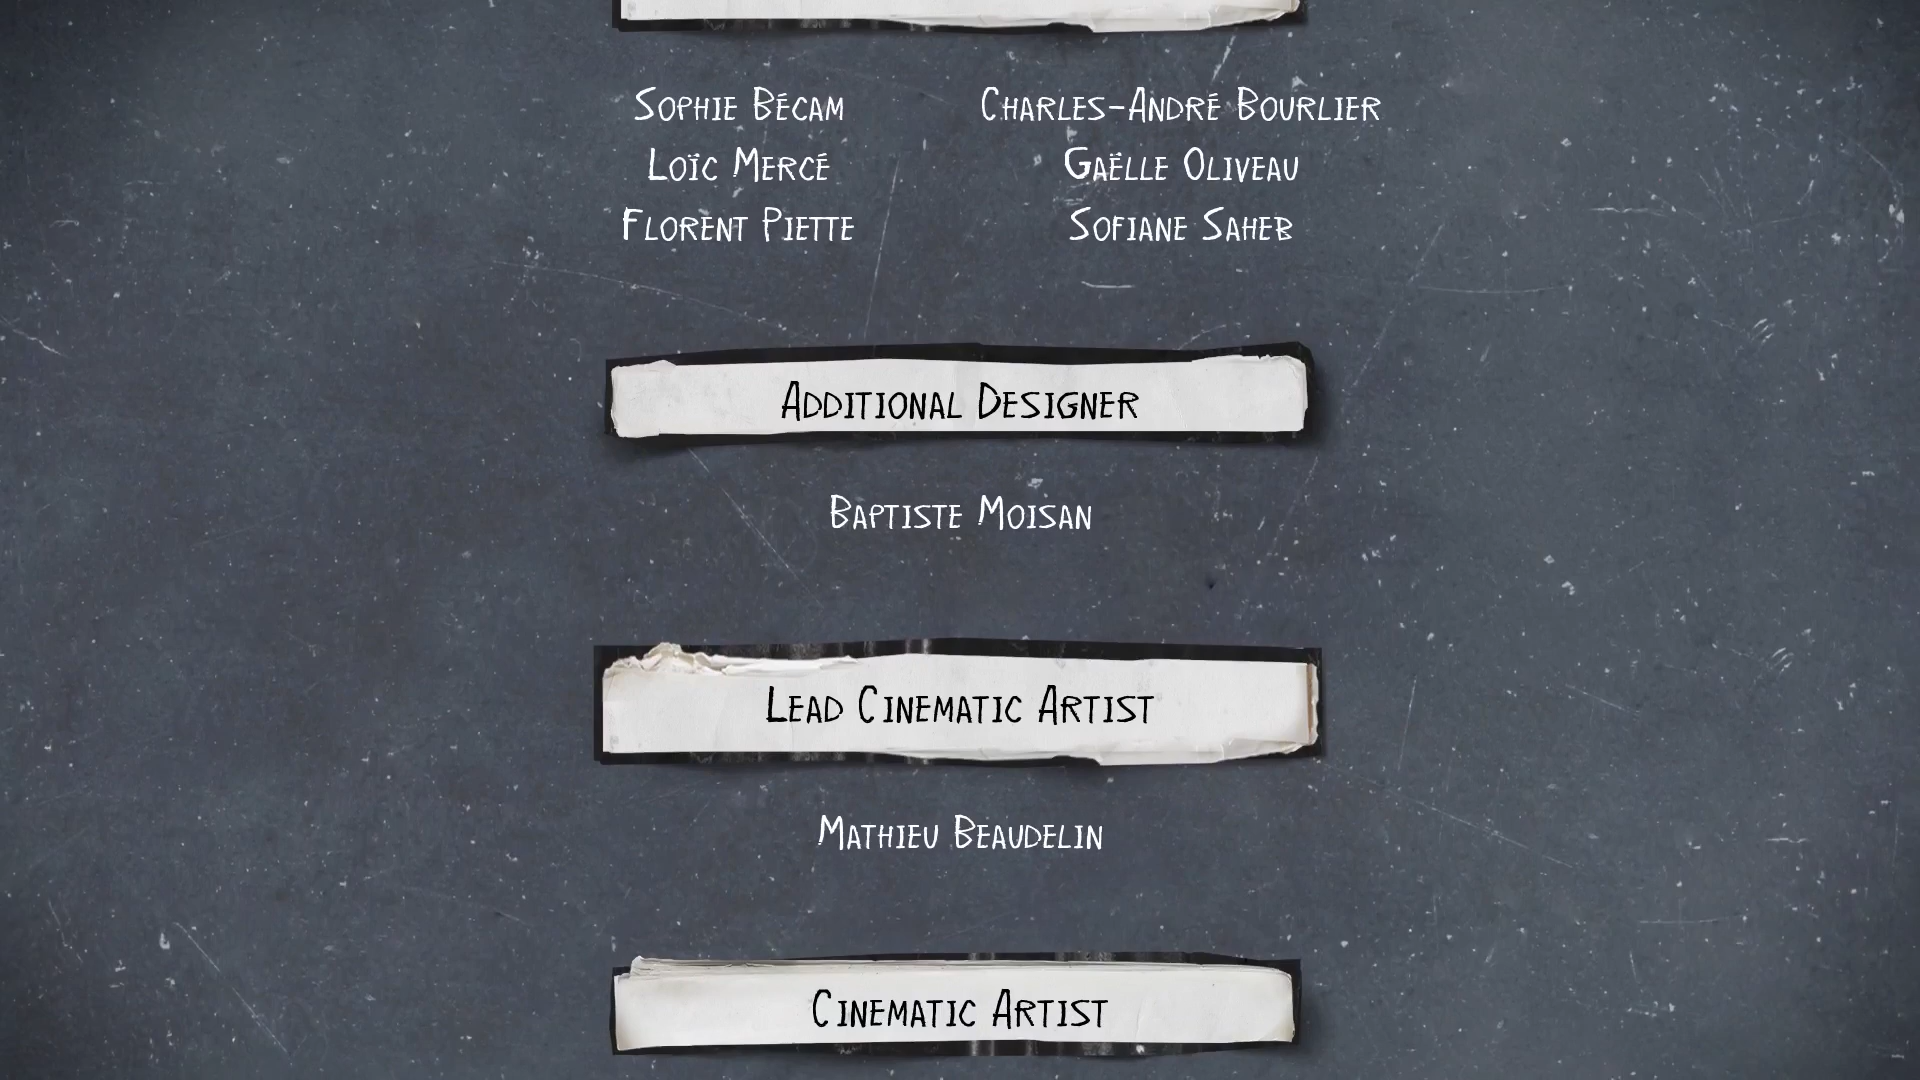 Sophie Bécam
Charles-André Bourlier
Loïc Mercé
Gaëlle Oliveau
Florent Piette
Sofiane Saheb
Additional Designer
Baptiste Moisan
Lead Cinematic Artist
Mathieu Beaudelin
Cinematic Artist